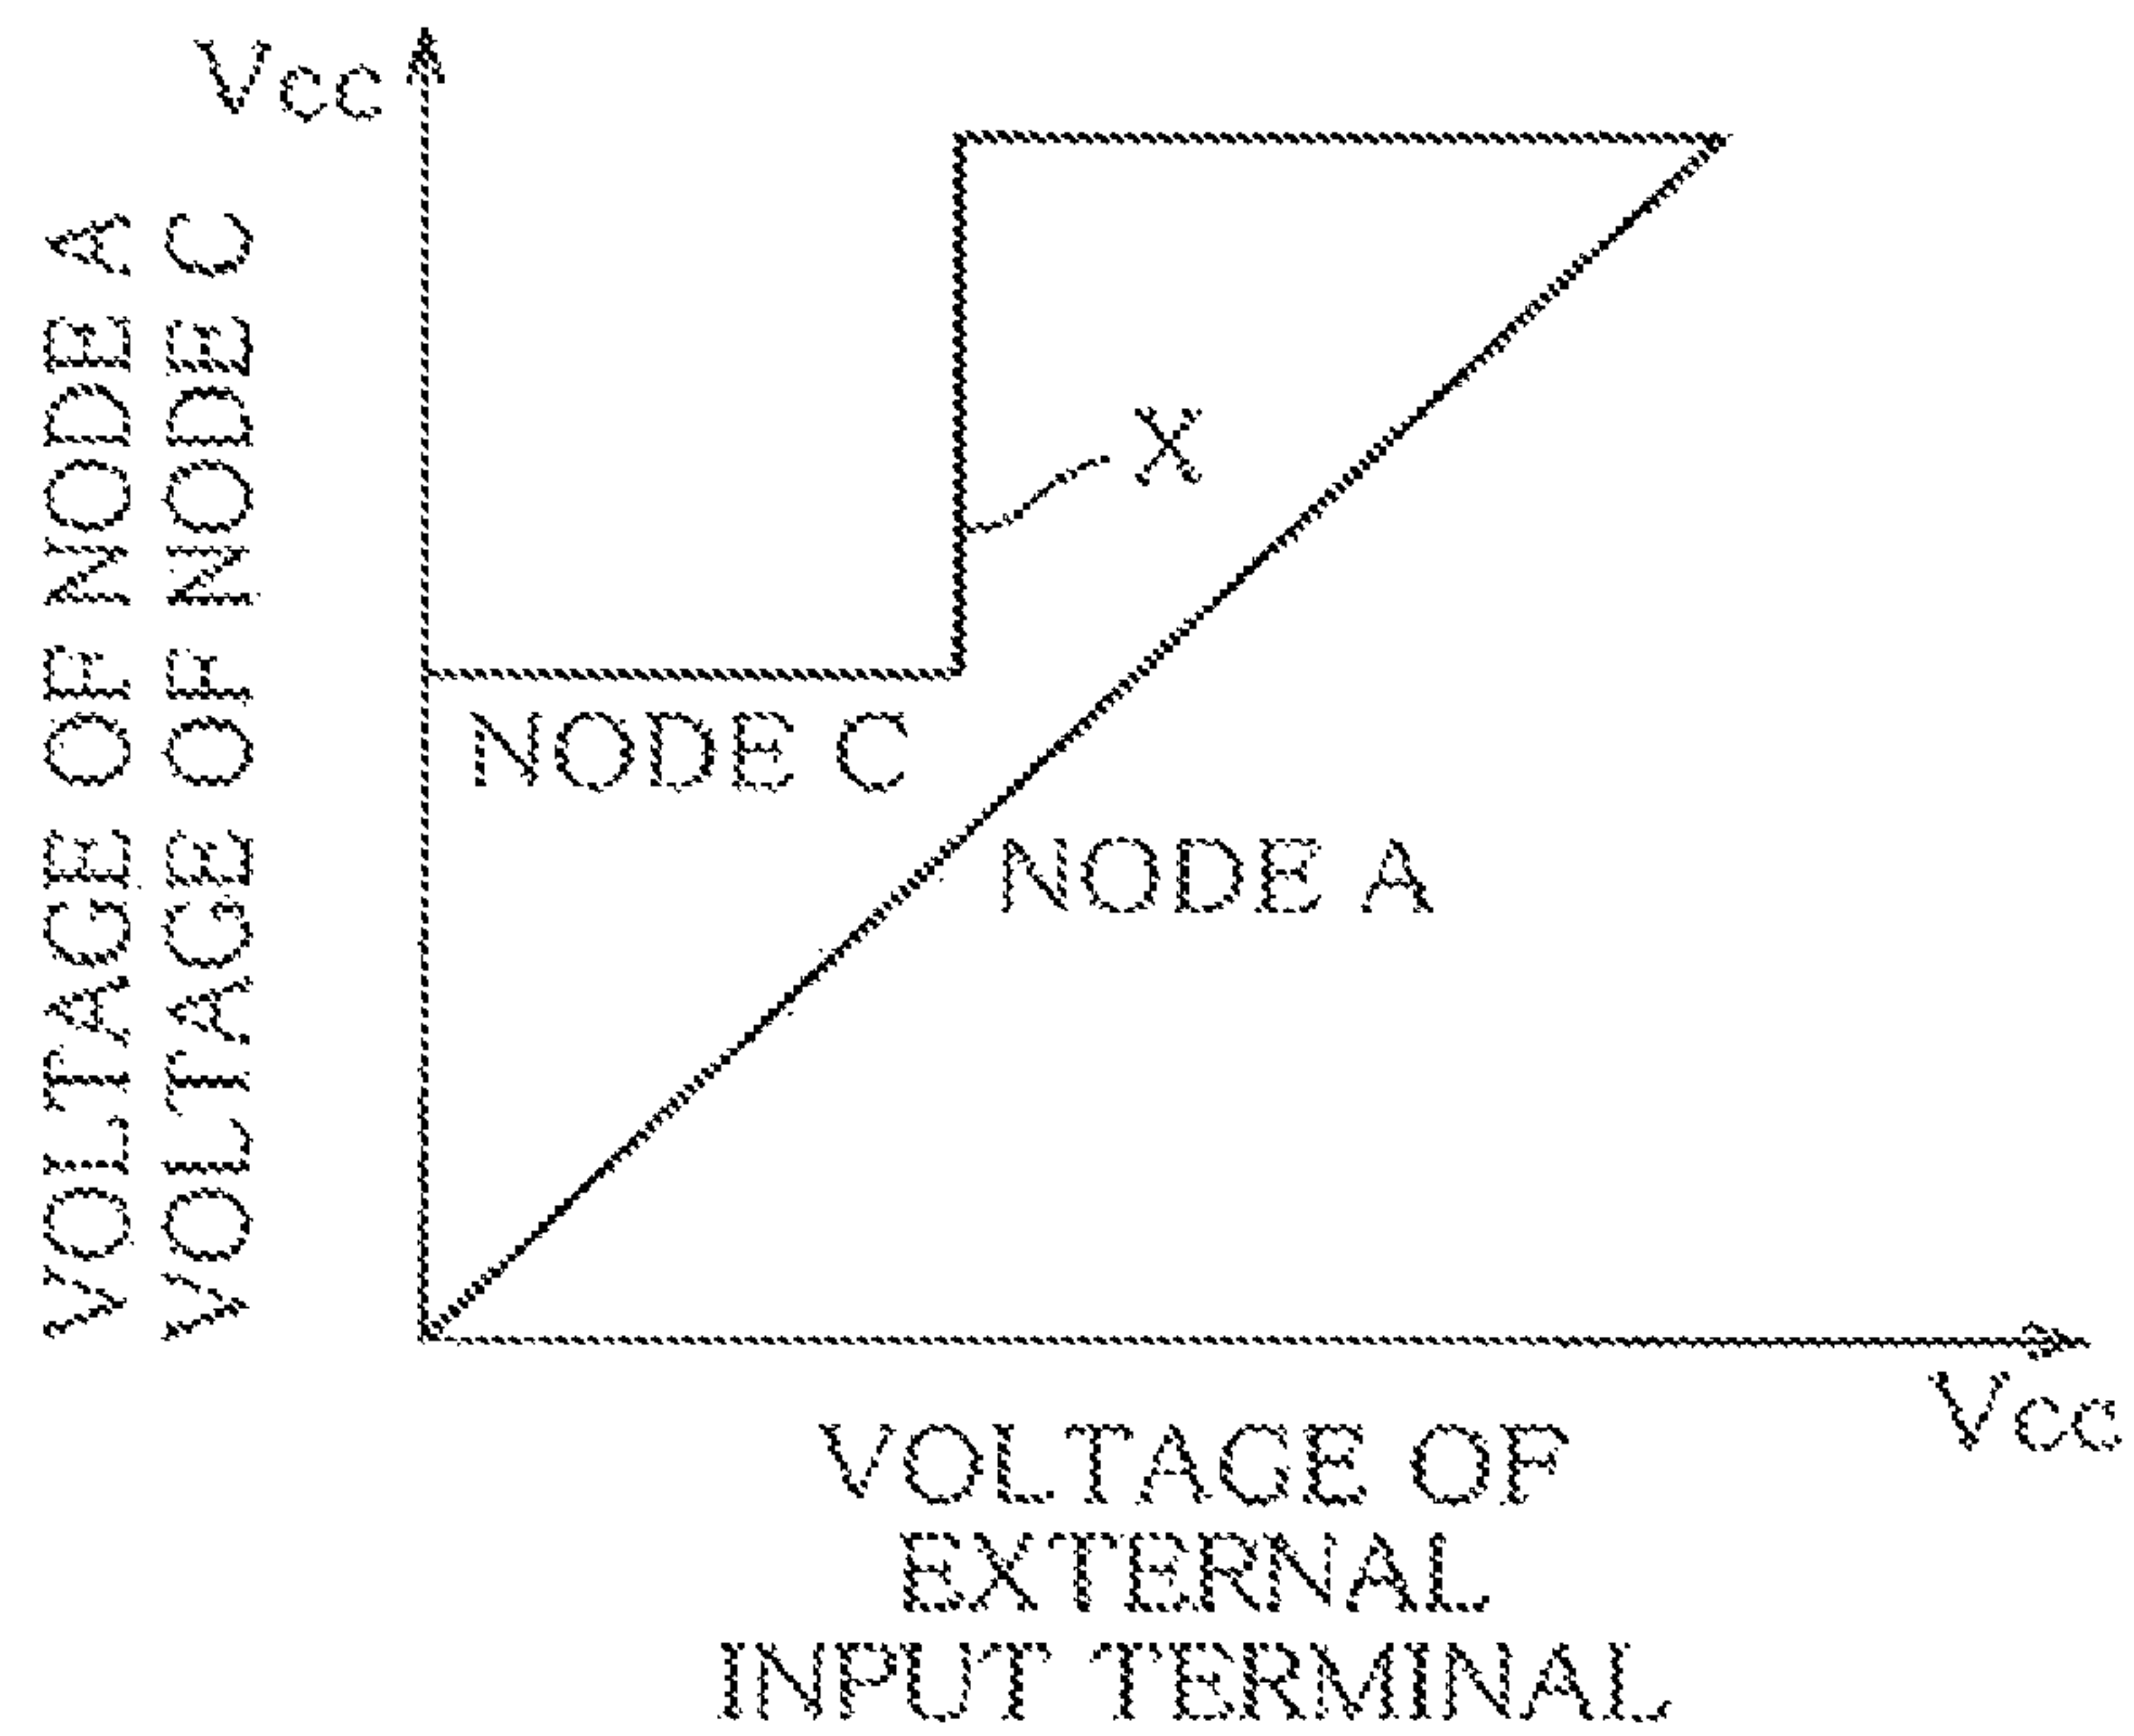 Vcc
VOLTAGE OF NODE A
VOLTAGE OF NODE C
X
NODE C
NODE A
Vcc
VOLTAGE OF
EXTERNAL
INPUT TERMINAL